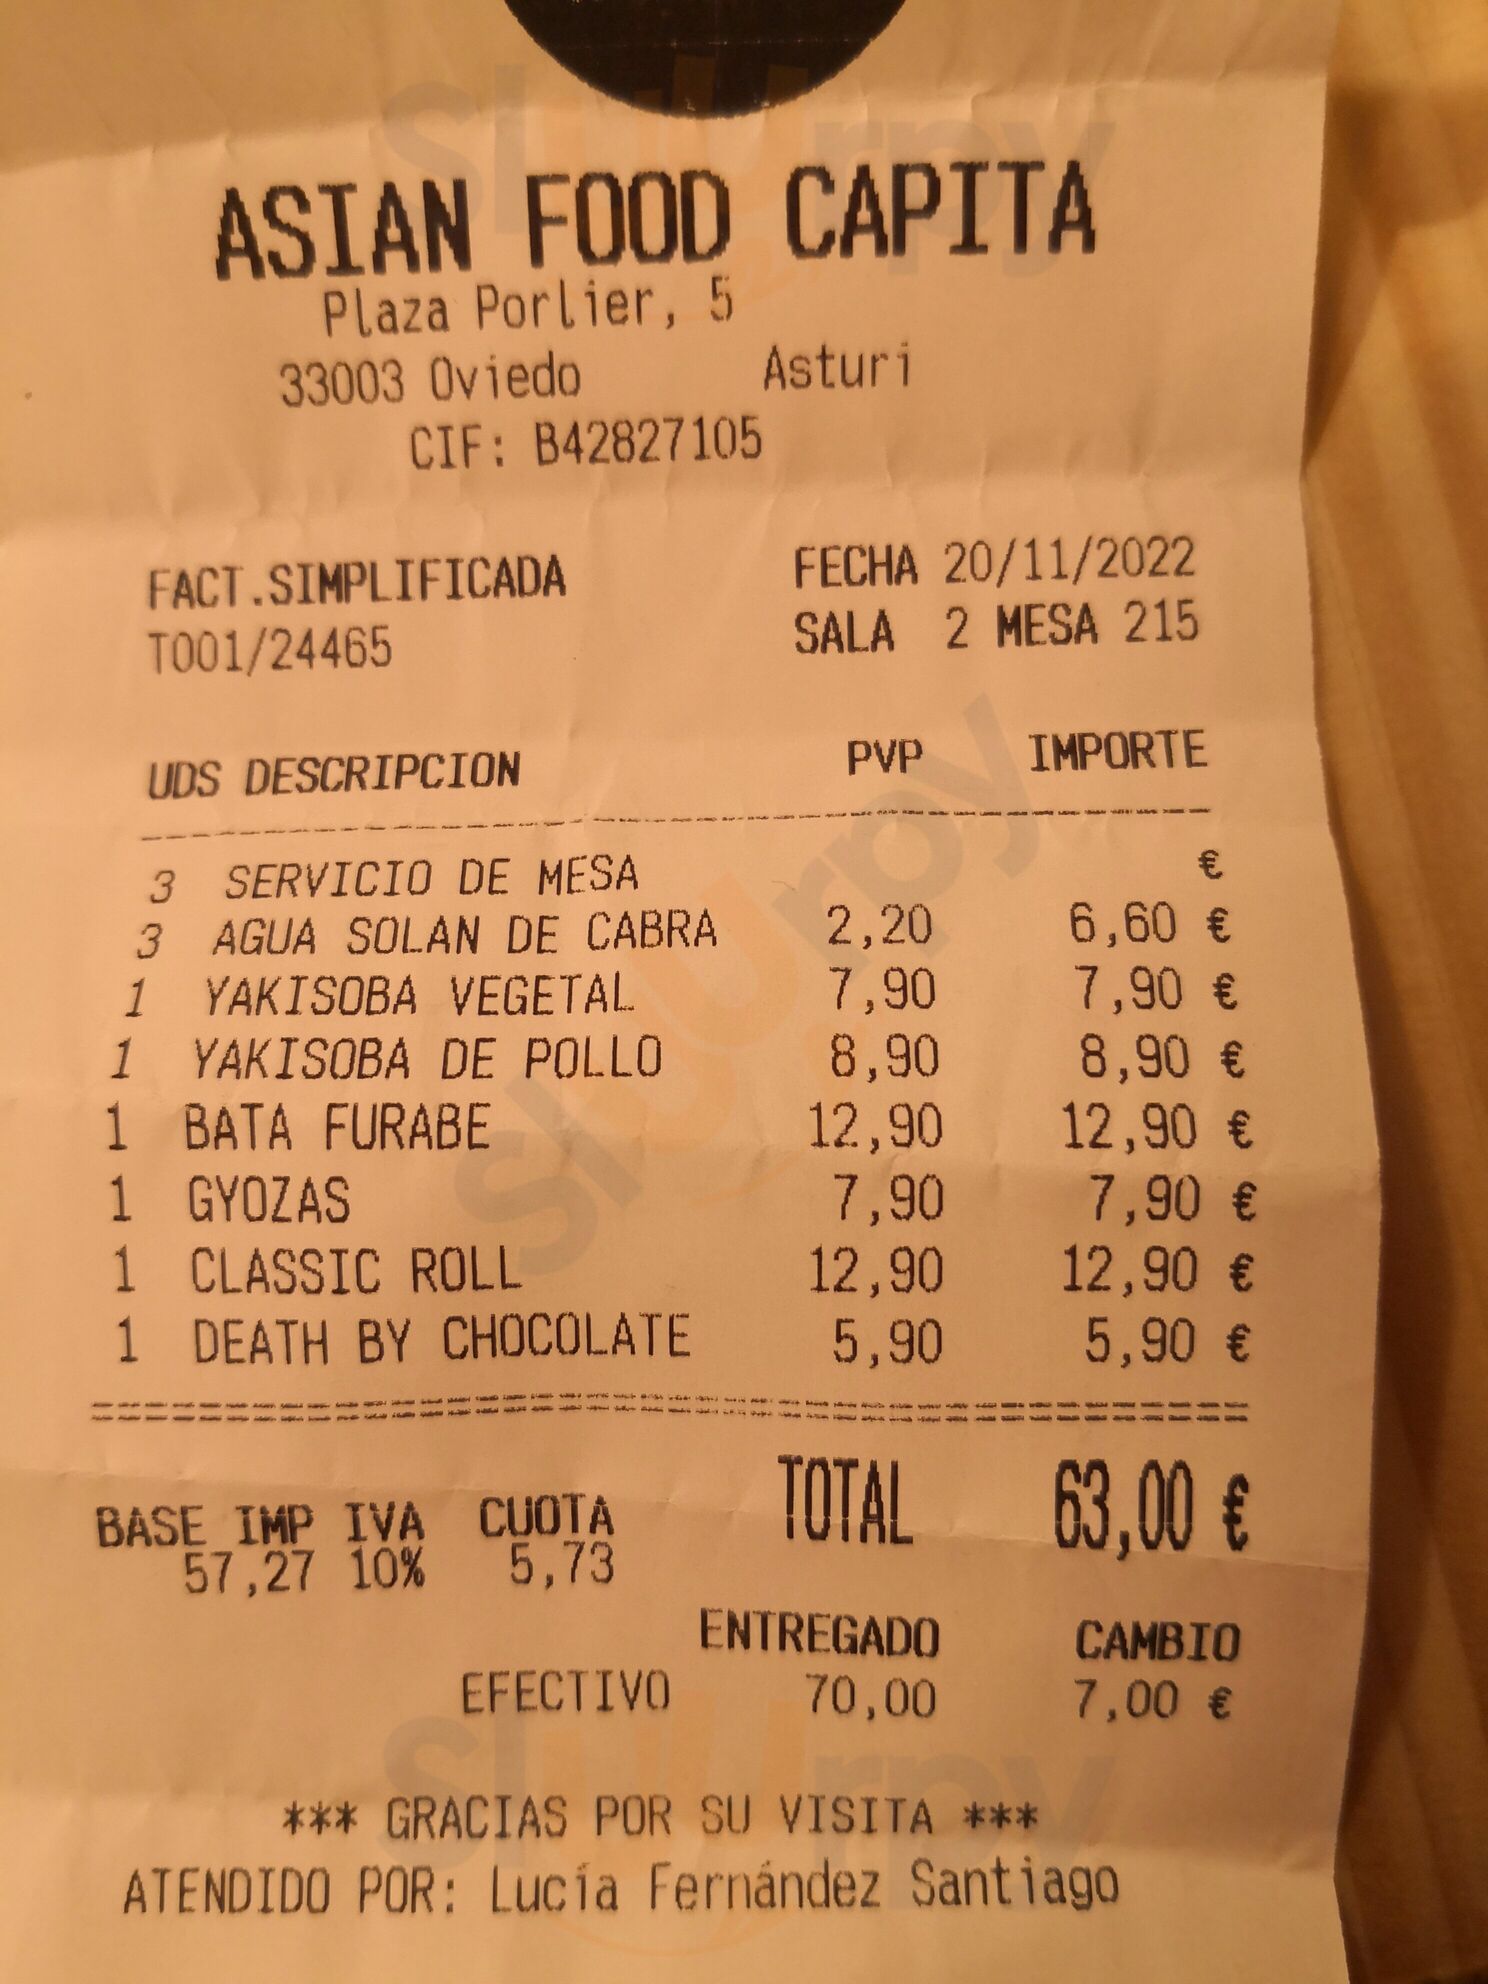 ASIAN FOOD CAPITA
Plaza Porlier, 5
33003 Oviedo Asturi
CIF: B42827105
FACT.SIMPLIFICADA FECHA 20/11/2022
T001/24465 SALA 2 MESA 215
UDS DESCRIPCION PVP IMPORTE
3 SERVICIO DE MESA €
3 AGUA SOLAN DE CABRA 2,20 6,60 €
1 YAKISOBA VEGETAL 7,90 7,90 €
1 YAKISOBA DE POLLO 8,90 8,90 €
1 BATA FURABE 12,90 12,90 €
1 GYOZAS 7,90 7,90 €
1 CLASSIC ROLL 12,90 12,90 €
1 DEATH BY CHOCOLATE 5,90 5,90 €
TOTAL 63,00 €
BASE IMP IVA CUOTA
57,27 10% 5,73
ENTREGADO CAMBIO
EFECTIVO 70,00 7,00 €
*** GRACIAS POR SU VISITA ***
ATENDIDO POR: Lucía Fernández Santiago
Slurpy
Slurpy
Slurpy